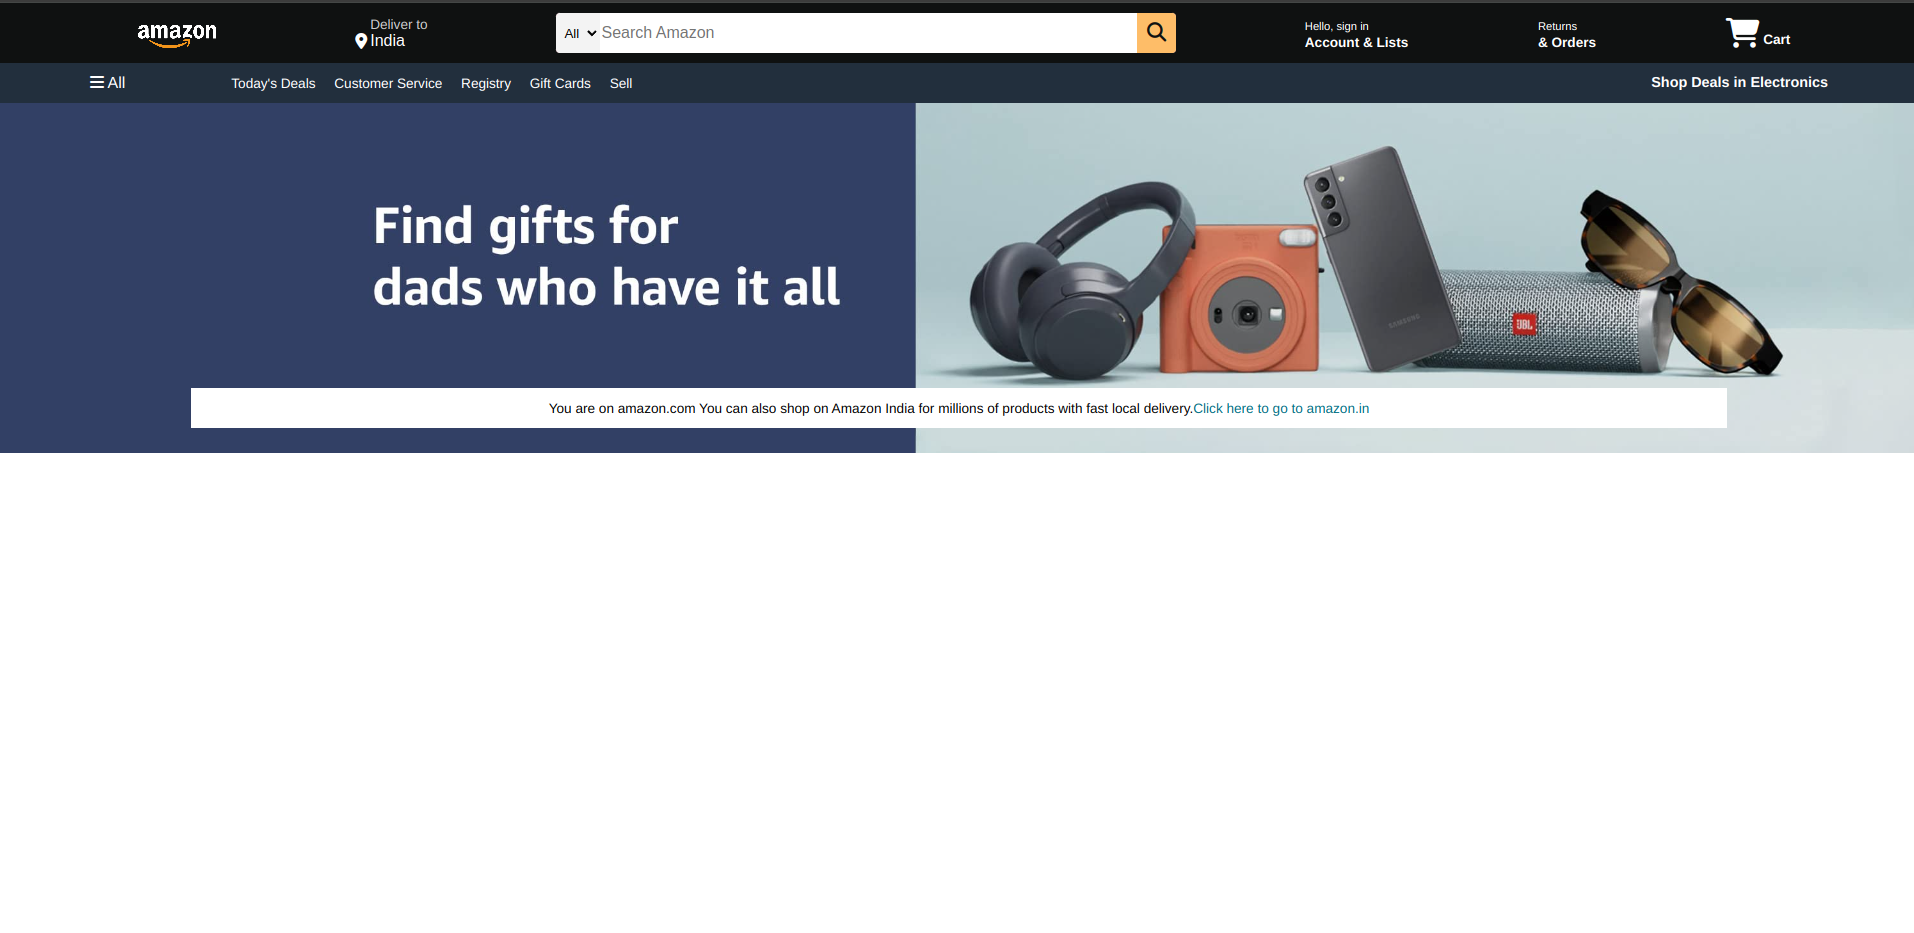 amazon
Deliver to
India
All
Search Amazon
Hello, sign in
Account & Lists
Returns
& Orders
Cart
All
Today's Deals
Customer Service
Registry
Gift Cards
Sell
Shop Deals in Electronics
Find gifts for
dads who have it all
SAMSUNG
JBL
You are on amazon.com You can also shop on Amazon India for millions of products with fast local delivery.Click here to go to amazon.in